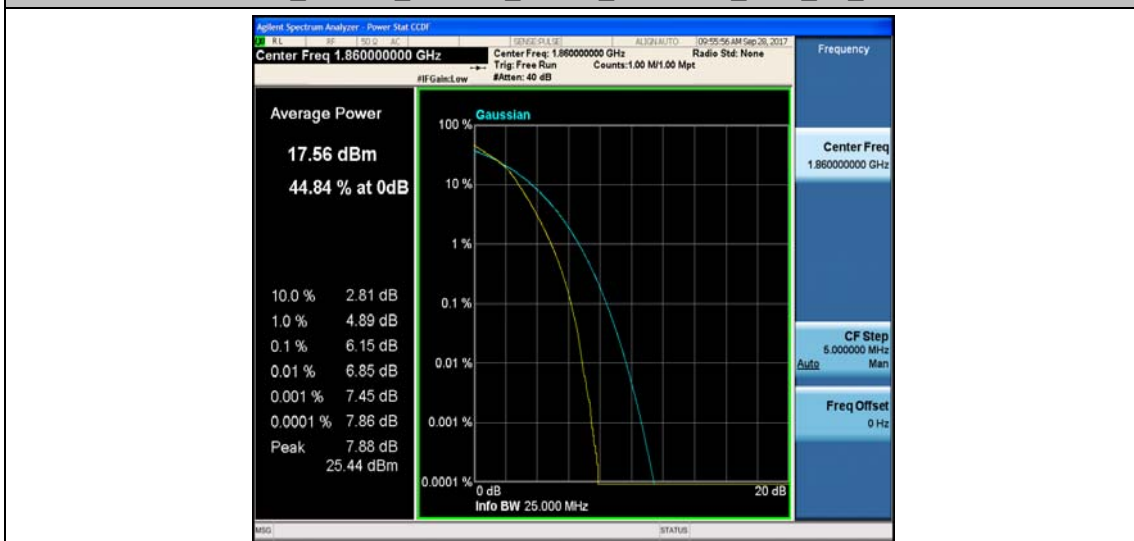 Agilent Spectrum Analyzer - Power Stat CCDF
RL RF 50 Ω AC SENSE:PULSE ALIGN AUTO 09:55:56 AM Sep 28, 2017
Center Freq 1.860000000 GHz
Center Freq: 1.860000000 GHz Radio Std: None
Trig: Free Run Counts:1.00 M/1.00 Mpt
#IFGain:Low #Atten: 40 dB
Frequency
Average Power
17.56 dBm
44.84 % at 0dB
10.0 % 2.81 dB
1.0 % 4.89 dB
0.1 % 6.15 dB
0.01 % 6.85 dB
0.001 % 7.45 dB
0.0001 % 7.86 dB
Peak 7.88 dB
25.44 dBm
Gaussian
100 %
10 %
1 %
0.1 %
0.01 %
0.001 %
0.0001 %
0 dB 20 dB
Info BW 25.000 MHz
Center Freq
1.860000000 GHz
CF Step
5.000000 MHz
Auto Man
Freq Offset
0 Hz
MSG STATUS